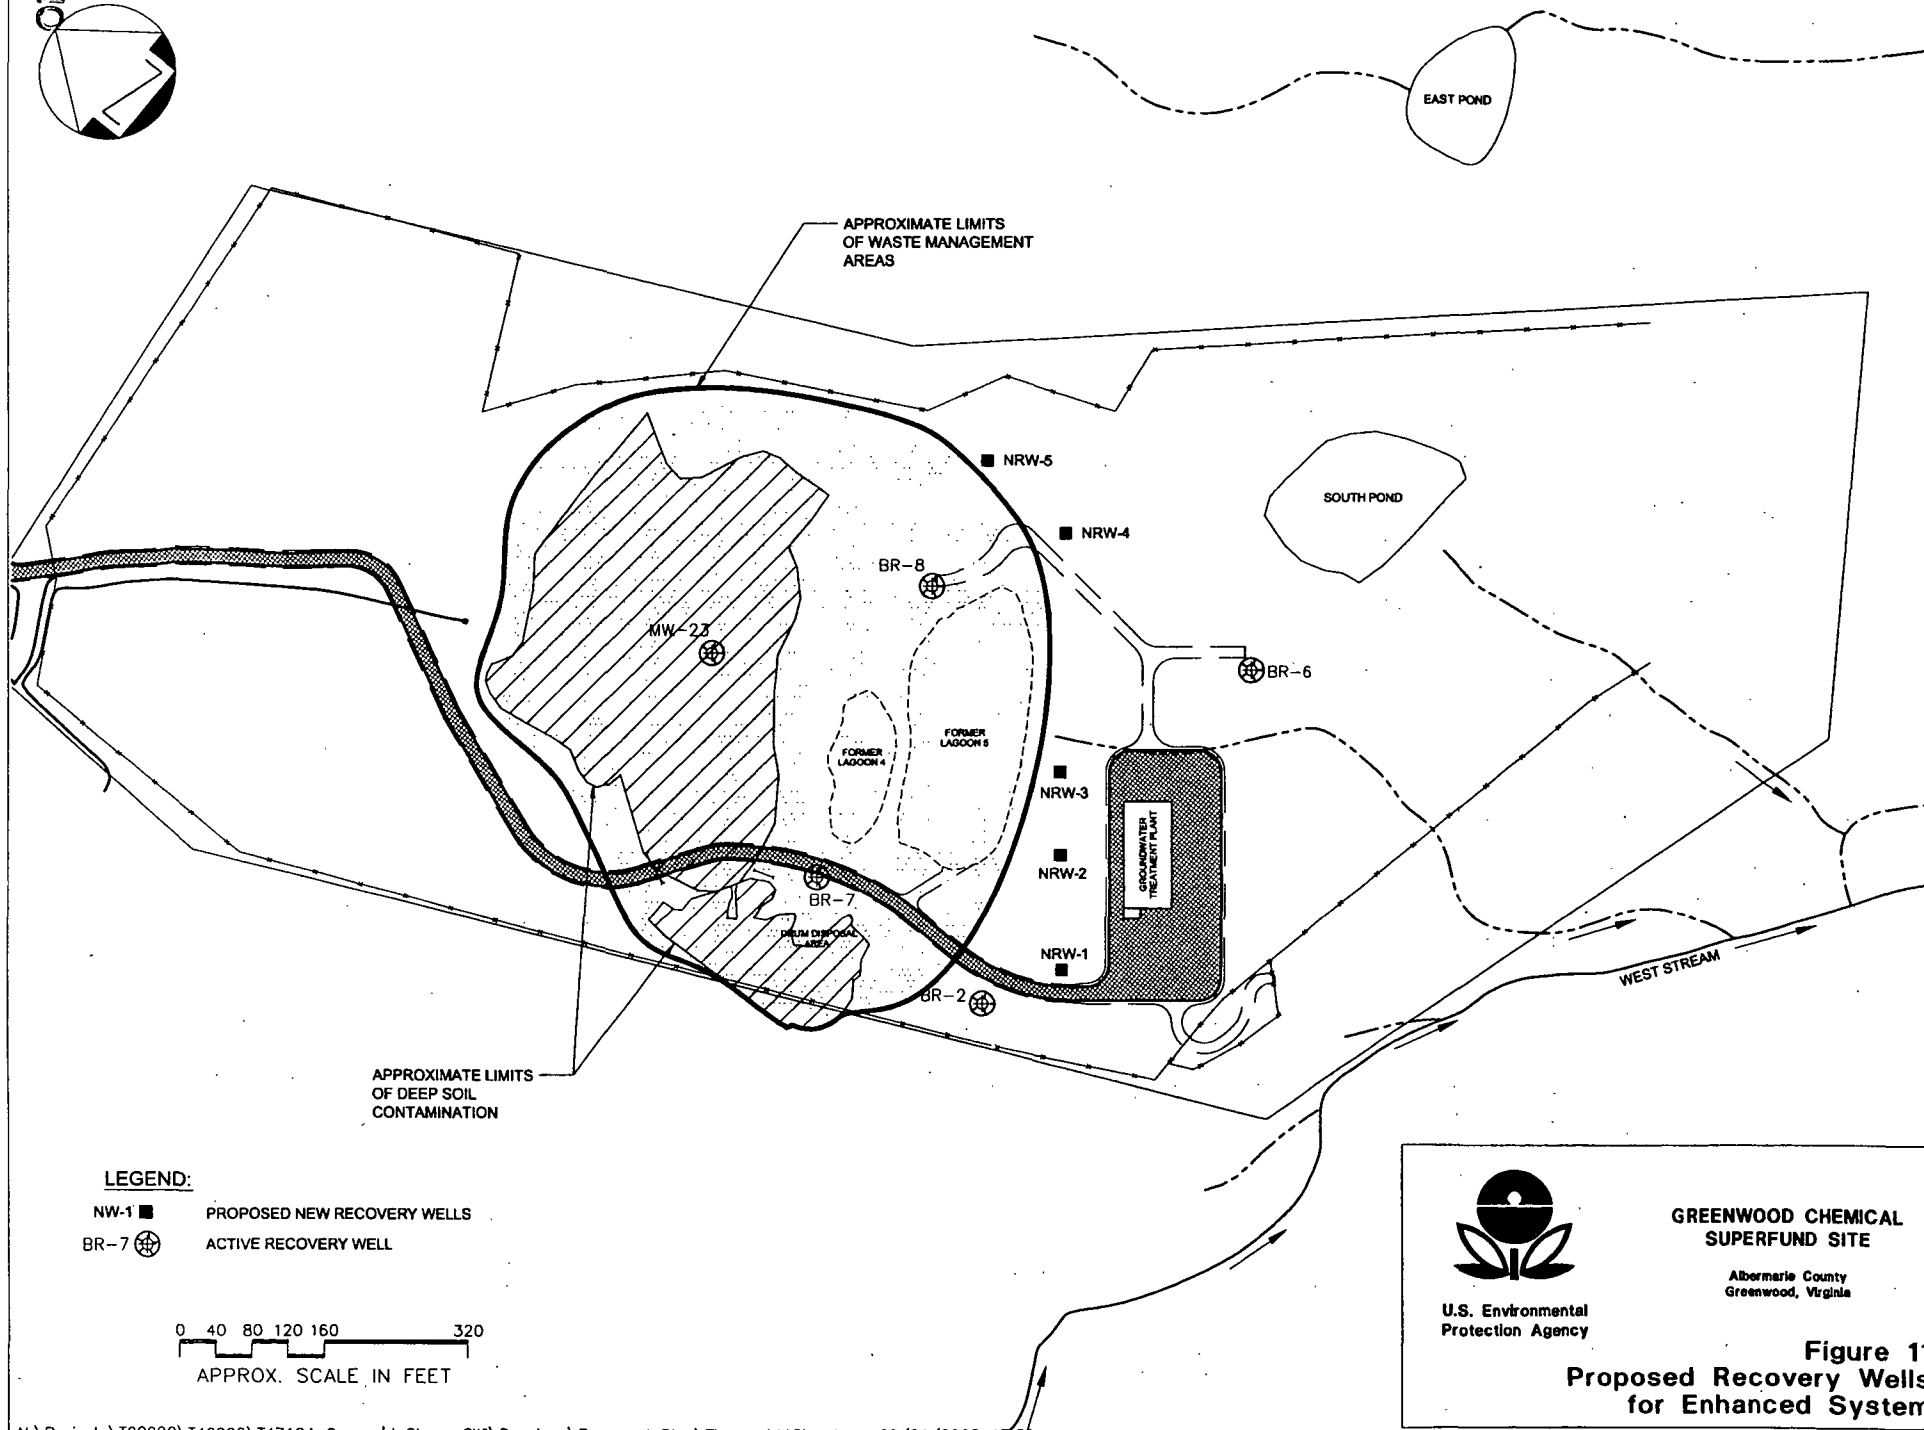 EAST POND
APPROXIMATE LIMITS
OF WASTE MANAGEMENT
AREAS
NRW-5
SOUTH POND
NRW-4
BR-8
MW-23
BR-6
FORMER
LAGOON 5
FORMER
LAGOON 4
NRW-3
GROUNDWATER
TREATMENT PLANT
NRW-2
BR-7
DRUM DISPOSAL
AREA
NRW-1
WEST STREAM
BR-2
APPROXIMATE LIMITS
OF DEEP SOIL
CONTAMINATION
LEGEND:
NW-1 PROPOSED NEW RECOVERY WELLS
BR-7 ACTIVE RECOVERY WELL
0 40 80 120 160 320
APPROX. SCALE IN FEET
GREENWOOD CHEMICAL
SUPERFUND SITE
Albermarle County
Greenwood, Virginia
U.S. Environmental
Protection Agency
Figure 11
Proposed Recovery Wells
for Enhanced System